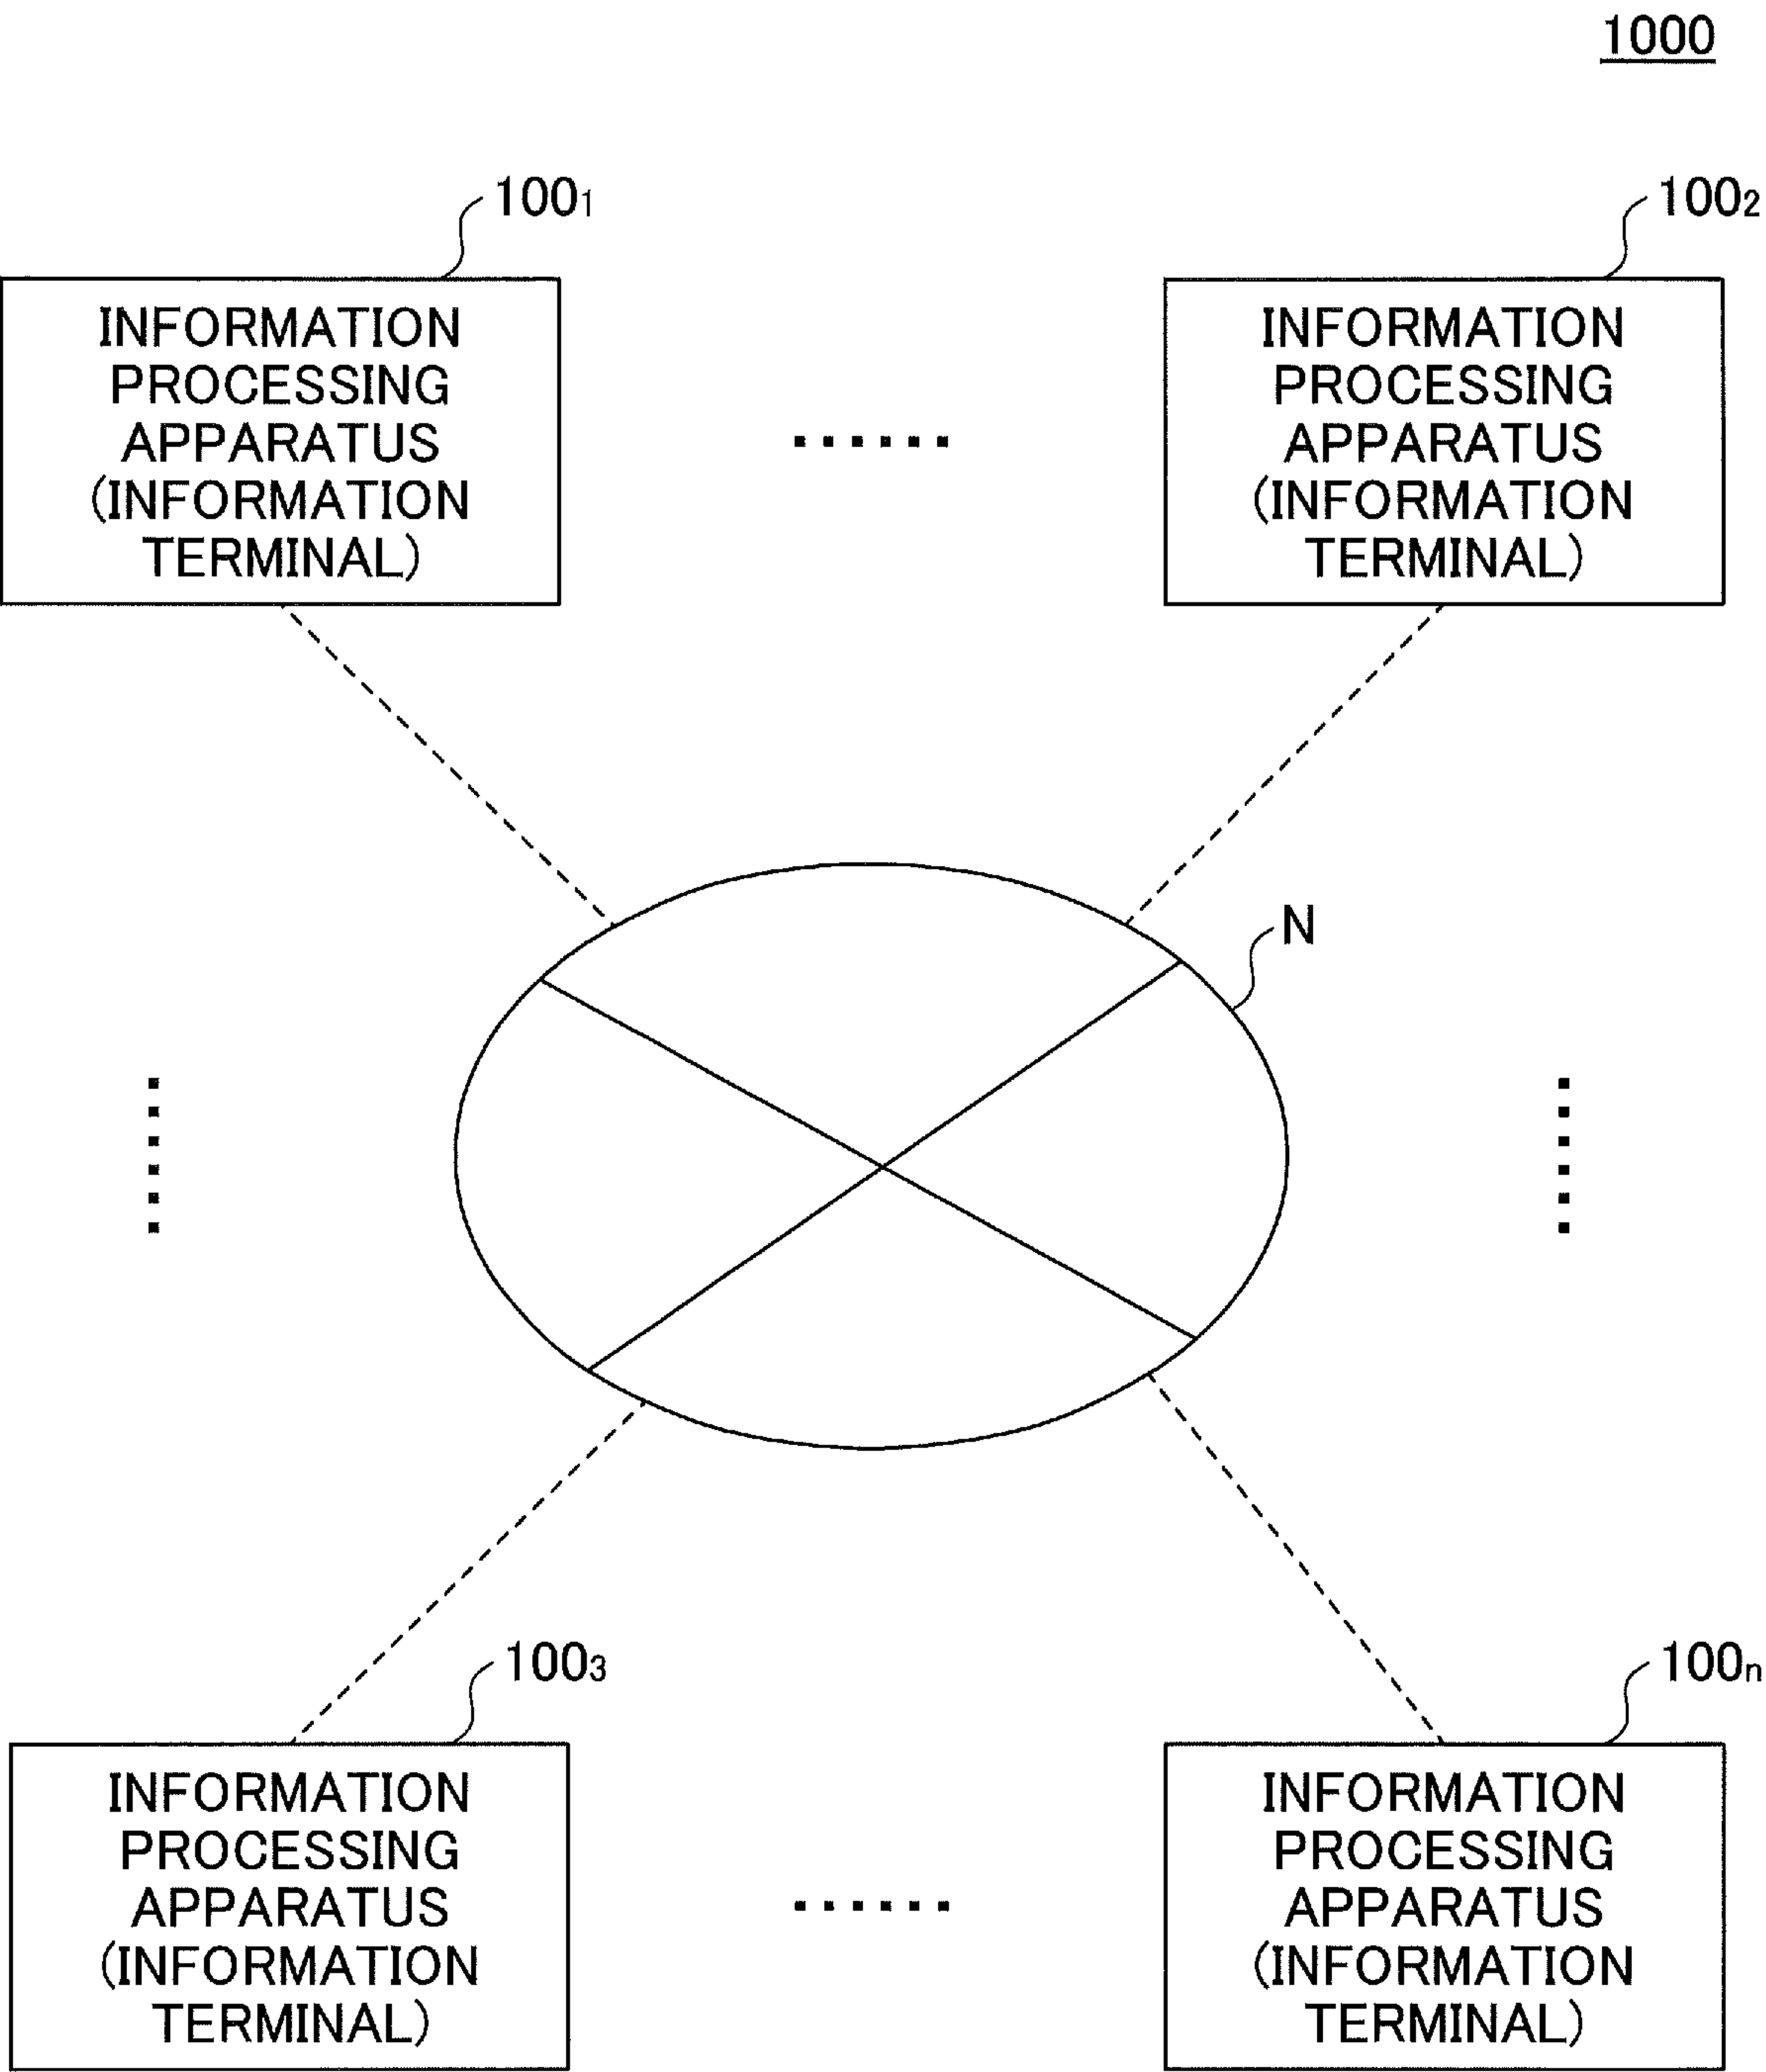 1000
100₁
100₂
INFORMATION
PROCESSING
APPARATUS
(INFORMATION
TERMINAL)
INFORMATION
PROCESSING
APPARATUS
(INFORMATION
TERMINAL)
N
100₃
100ₙ
INFORMATION
PROCESSING
APPARATUS
(INFORMATION
TERMINAL)
INFORMATION
PROCESSING
APPARATUS
(INFORMATION
TERMINAL)